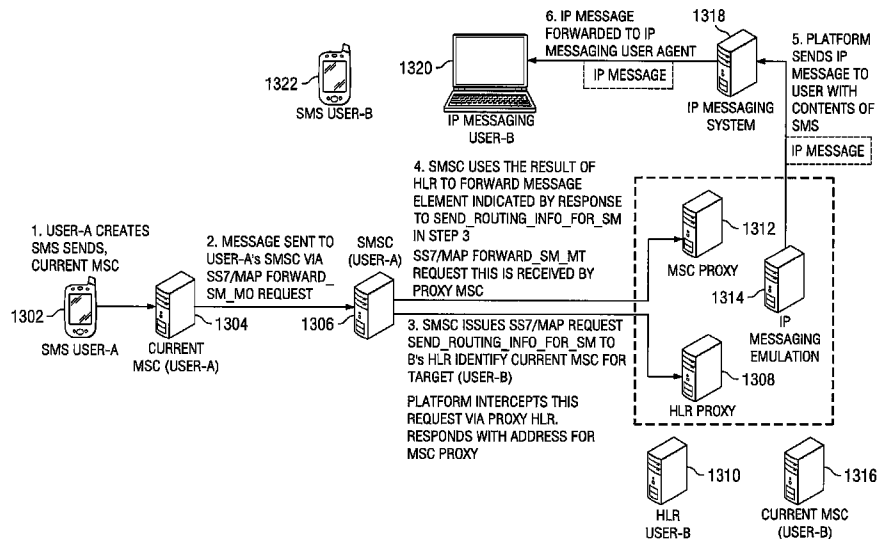 6. IP MESSAGE
FORWARDED TO IP
MESSAGING USER AGENT
1318
5. PLATFORM
SENDS IP
MESSAGE TO
USER WITH
CONTENTS OF
SMS
1322
SMS USER-B
1320
IP MESSAGE
IP MESSAGING
USER-B
IP MESSAGING
SYSTEM
IP MESSAGE
4. SMSC USES THE RESULT OF
HLR TO FORWARD MESSAGE
ELEMENT INDICATED BY RESPONSE
TO SEND_ROUTING_INFO_FOR_SM
IN STEP 3
SS7/MAP FORWARD_SM_MT
REQUEST THIS IS RECEIVED BY
PROXY MSC
1. USER-A CREATES
SMS SENDS,
CURRENT MSC
2. MESSAGE SENT TO
USER-A's SMSC VIA
SS7/MAP FORWARD_
SM_MO REQUEST
SMSC
(USER-A)
1312
MSC PROXY
1314
IP
MESSAGING
EMULATION
1302
SMS USER-A
1304
CURRENT
MSC (USER-A)
1306
3. SMSC ISSUES SS7/MAP REQUEST
SEND_ROUTING_INFO_FOR_SM TO
B's HLR IDENTIFY CURRENT MSC FOR
TARGET (USER-B)
PLATFORM INTERCEPTS THIS
REQUEST VIA PROXY HLR.
RESPONDS WITH ADDRESS FOR
MSC PROXY
1308
HLR PROXY
1310
HLR
USER-B
1316
CURRENT MSC
(USER-B)